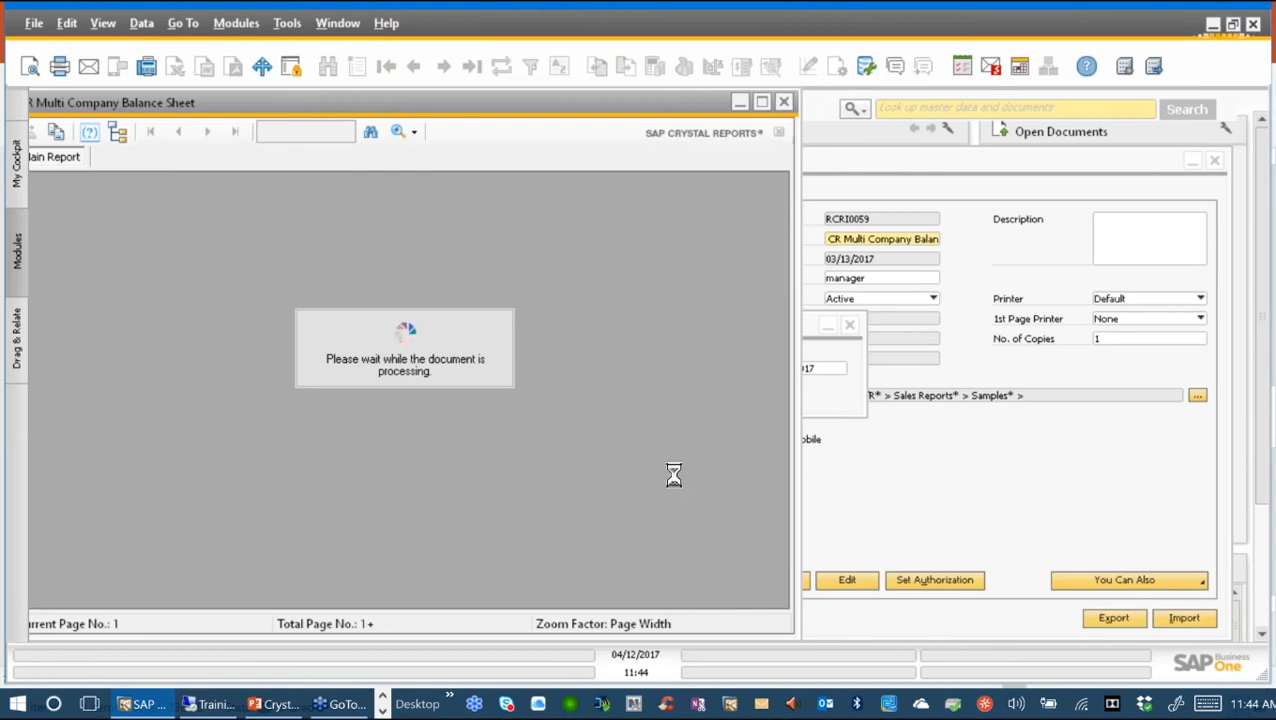 File Edit View Data Go To Modules Tools Window Help
R Multi Company Balance Sheet
Look up master data and documents
Search
SAP CRYSTAL REPORTS*
Open Documents
ain Report
My Cockpit
Modules
Drag & Relate
RCRI0059
CR Multi Company Balan
03/13/2017
manager
Active
Description
Printer
Default
1st Page Printer
None
No. of Copies
1
Please wait while the document is
processing.
17
R* > Sales Reports* > Samples* >
...
obile
Edit
Set Authorization
You Can Also
Export
Import
urrent Page No.: 1
Total Page No.: 1+
Zoom Factor: Page Width
04/12/2017
11:44
SAP Business One
SAP ...
Traini...
Cryst...
GoTo...
Desktop
11:44 AM